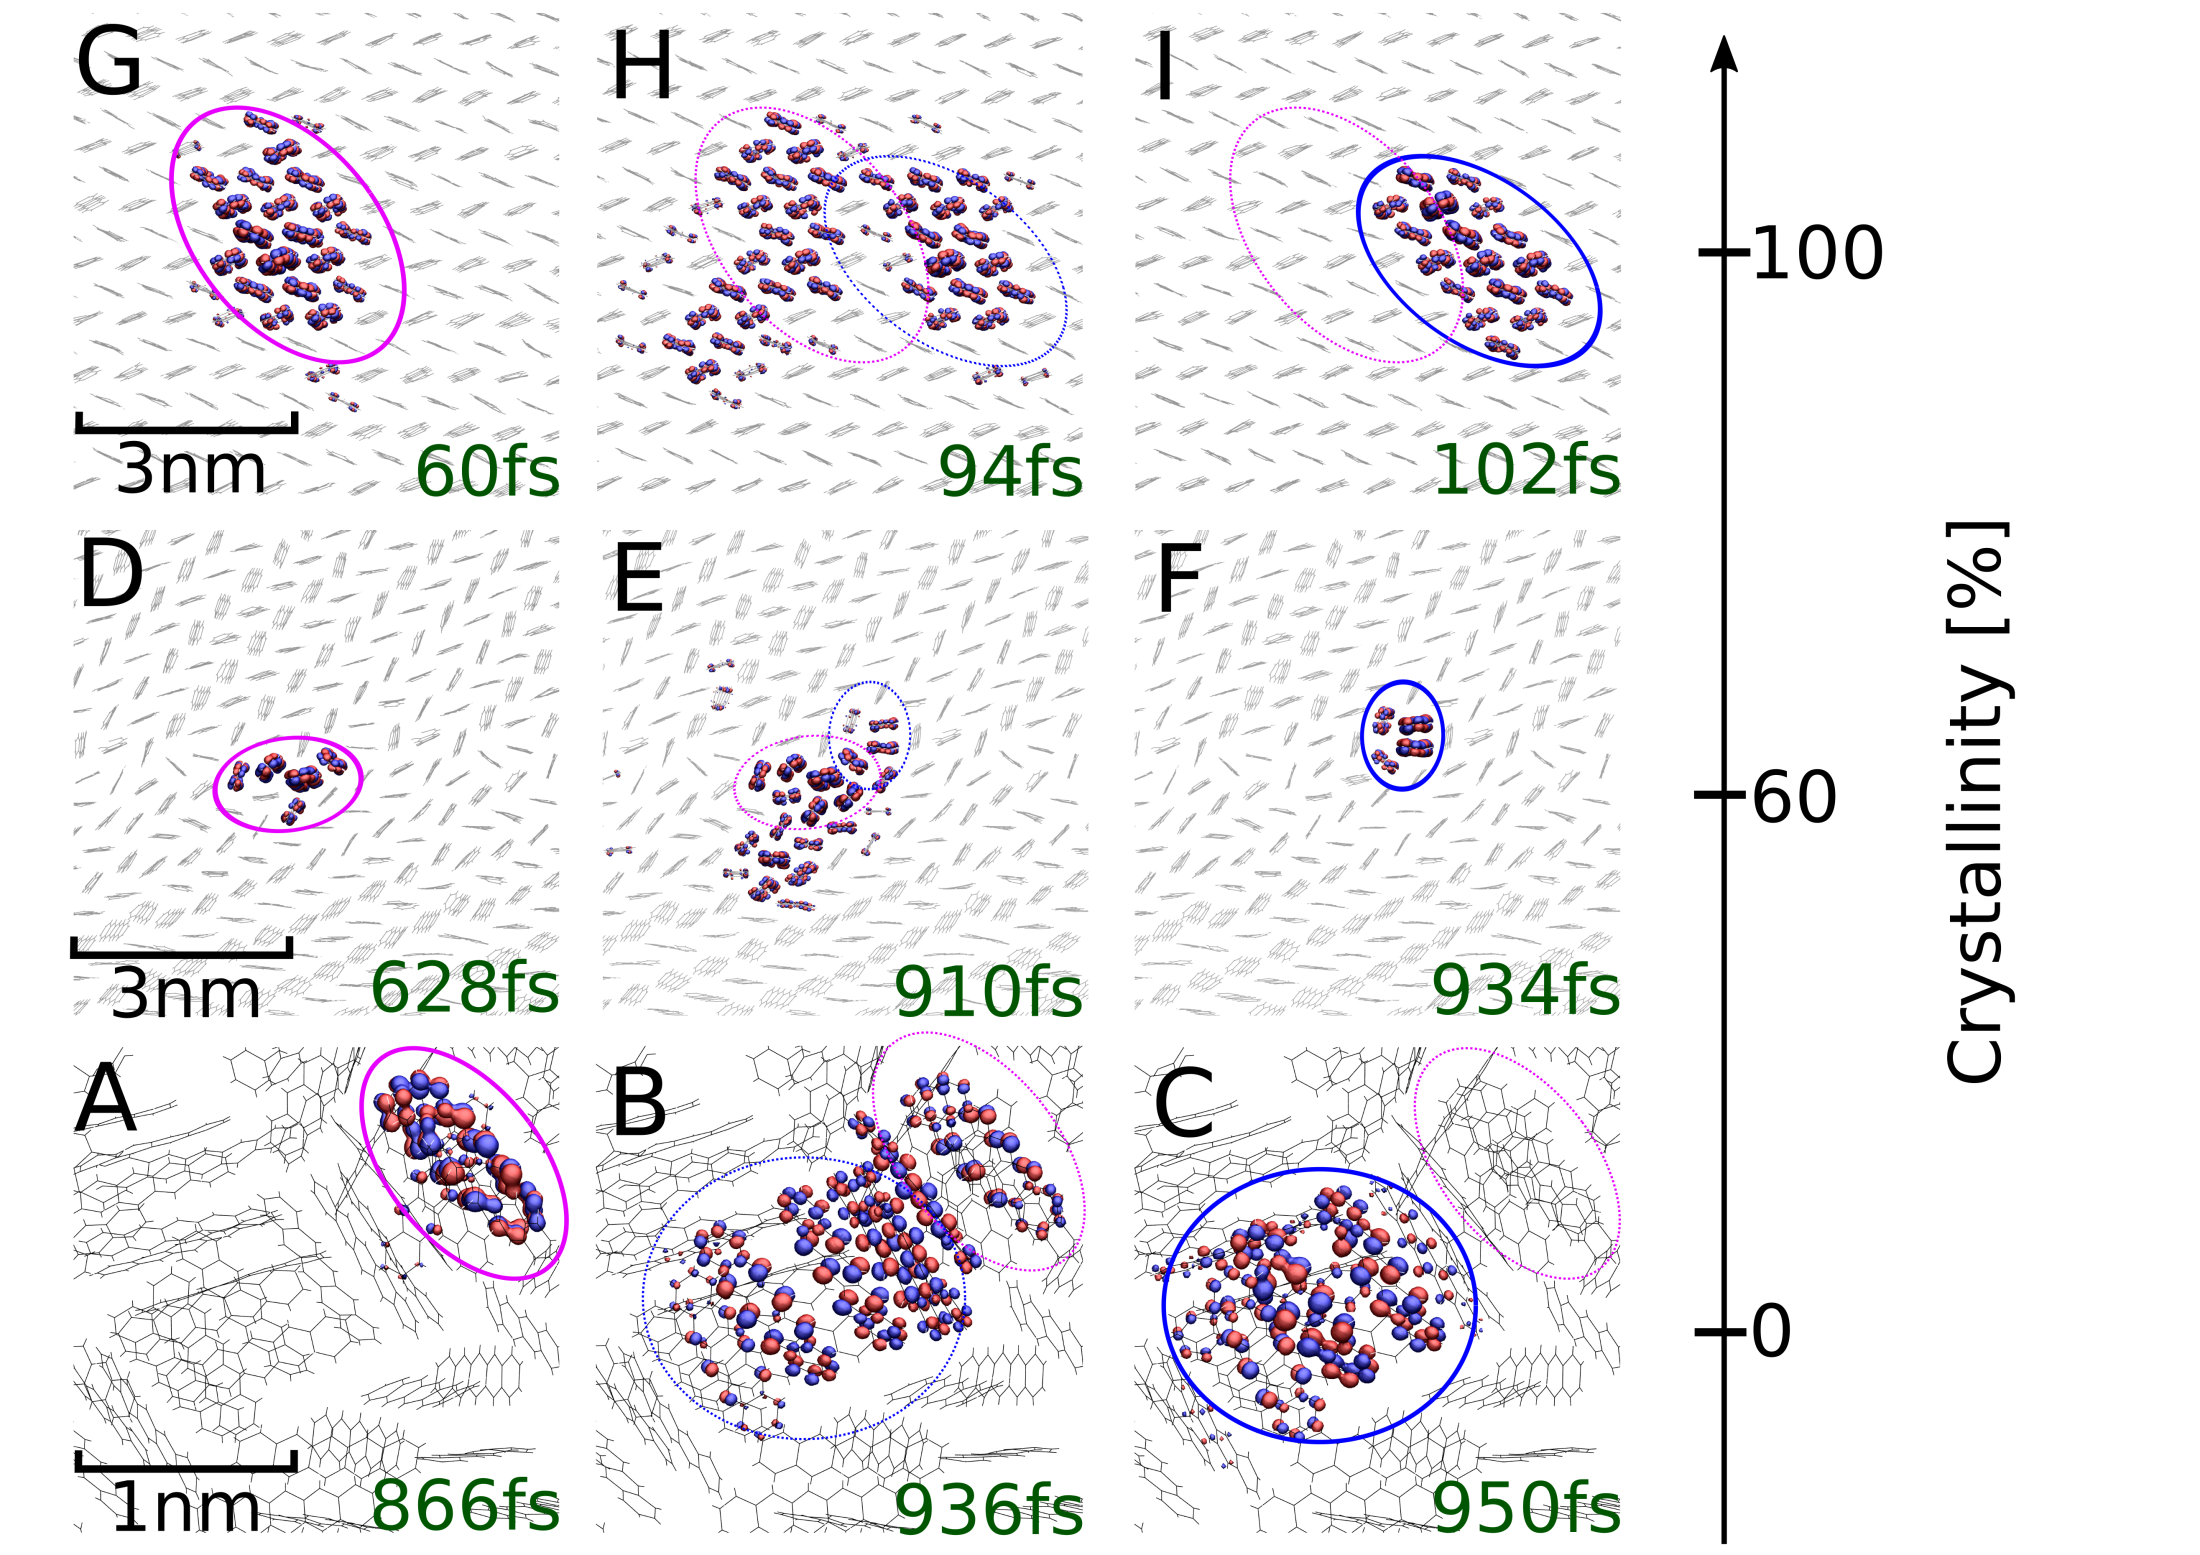 G
H
I
3nm
60fs
94fs
102fs
100
D
E
F
3nm
628fs
910fs
934fs
60
A
B
C
1nm
866fs
936fs
950fs
0
Crystallinity [%]